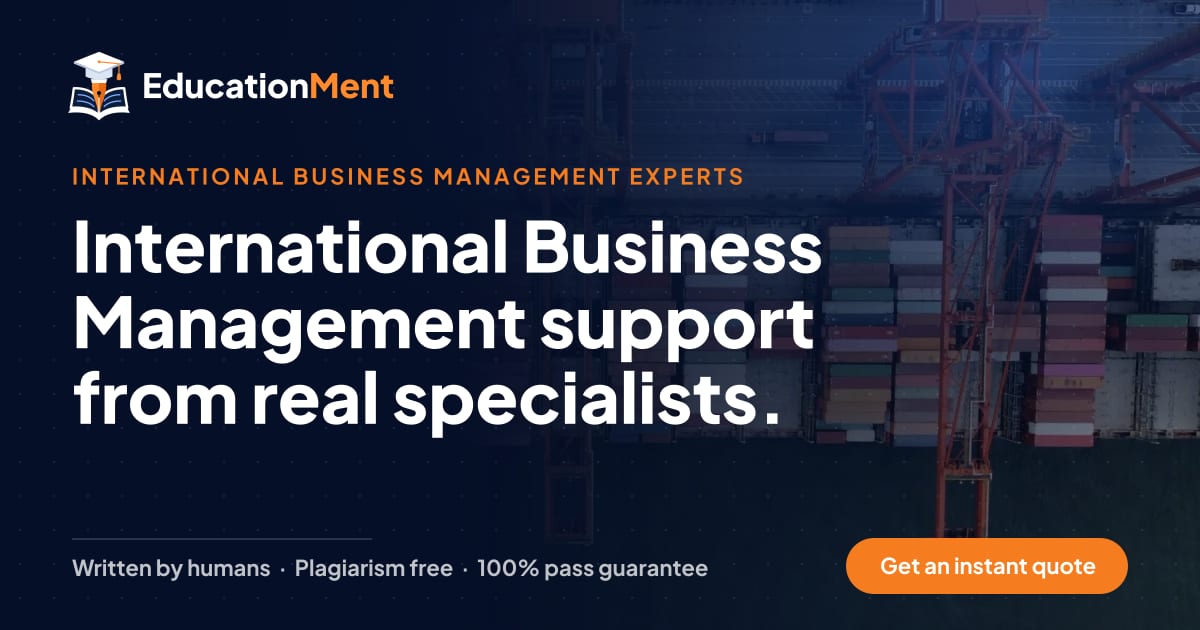 EducationMent
INTERNATIONAL BUSINESS MANAGEMENT EXPERTS
International Business
Management support
from real specialists.
Written by humans · Plagiarism free · 100% pass guarantee
Get an instant quote